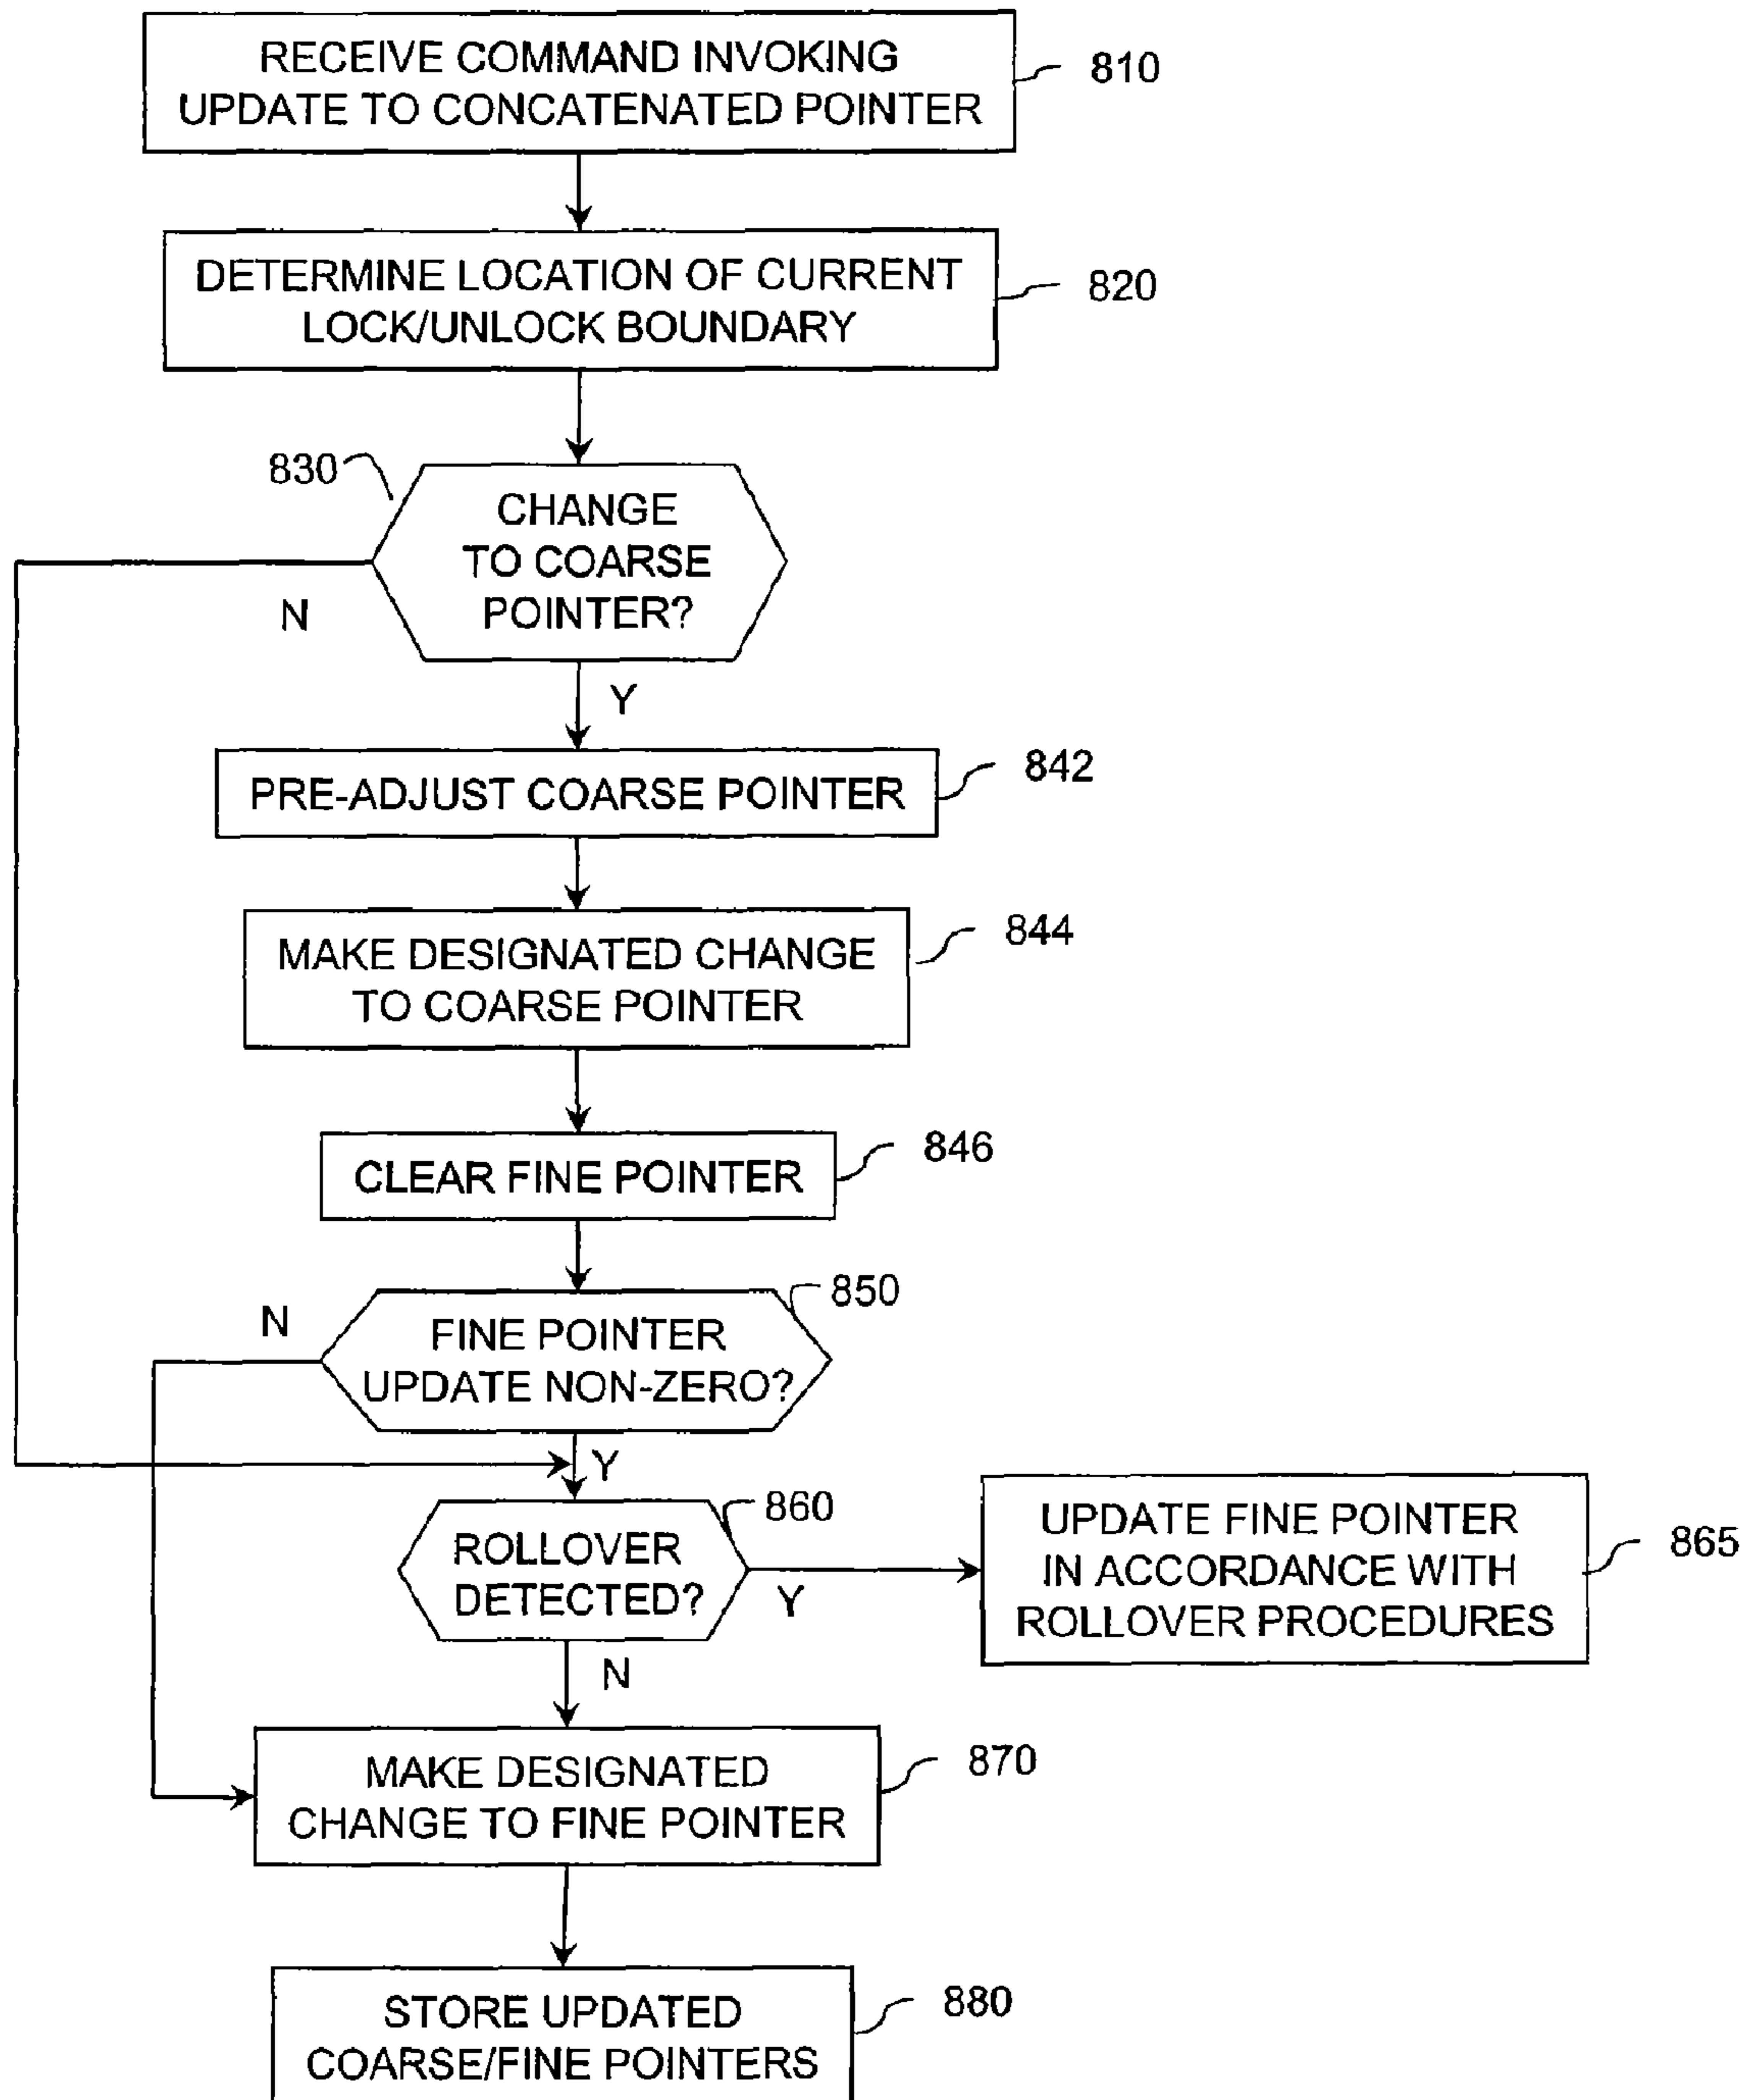 RECEIVE COMMAND INVOKING
UPDATE TO CONCATENATED POINTER
810
DETERMINE LOCATION OF CURRENT
LOCK/UNLOCK BOUNDARY
820
830
CHANGE
TO COARSE
POINTER?
N
Y
PRE-ADJUST COARSE POINTER
842
MAKE DESIGNATED CHANGE
TO COARSE POINTER
844
CLEAR FINE POINTER
846
850
N
FINE POINTER
UPDATE NON-ZERO?
Y
860
ROLLOVER
DETECTED?
Y
N
UPDATE FINE POINTER
IN ACCORDANCE WITH
ROLLOVER PROCEDURES
865
MAKE DESIGNATED
CHANGE TO FINE POINTER
870
STORE UPDATED
COARSE/FINE POINTERS
880